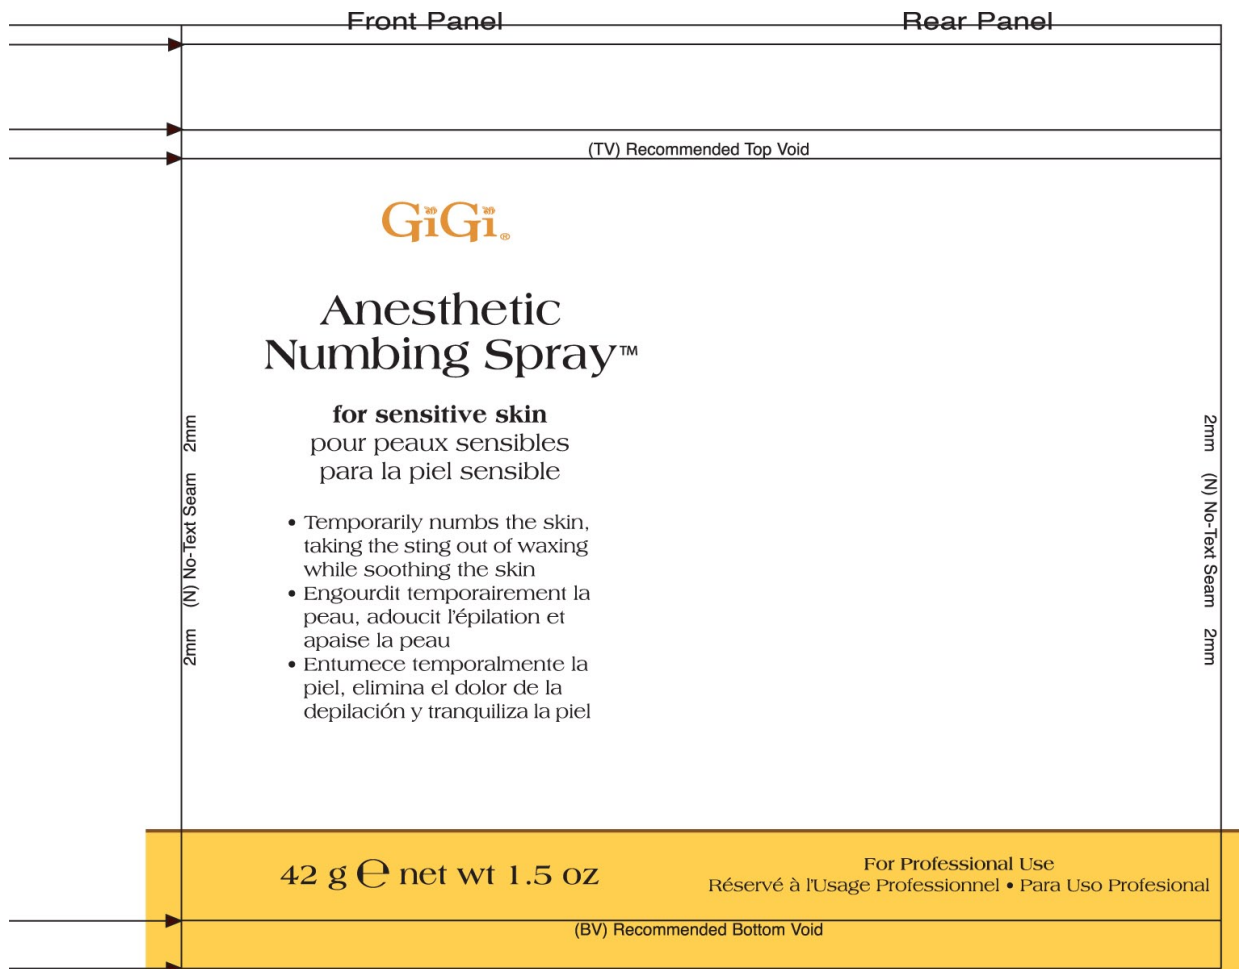 Front Panel
Rear Panel
(TV) Recommended Top Void
GiGi®
Anesthetic
Numbing Spray™
for sensitive skin
pour peaux sensibles
para la piel sensible
• Temporarily numbs the skin,
taking the sting out of waxing
while soothing the skin
• Engourdit temporairement la
peau, adoucit l'épilation et
apaise la peau
• Entumece temporalmente la
piel, elimina el dolor de la
depilación y tranquiliza la piel
2mm (N) No-Text Seam 2mm
2mm (N) No-Text Seam 2mm
42 g ℮ net wt 1.5 oz
For Professional Use
Réservé à l'Usage Professionnel • Para Uso Profesional
(BV) Recommended Bottom Void